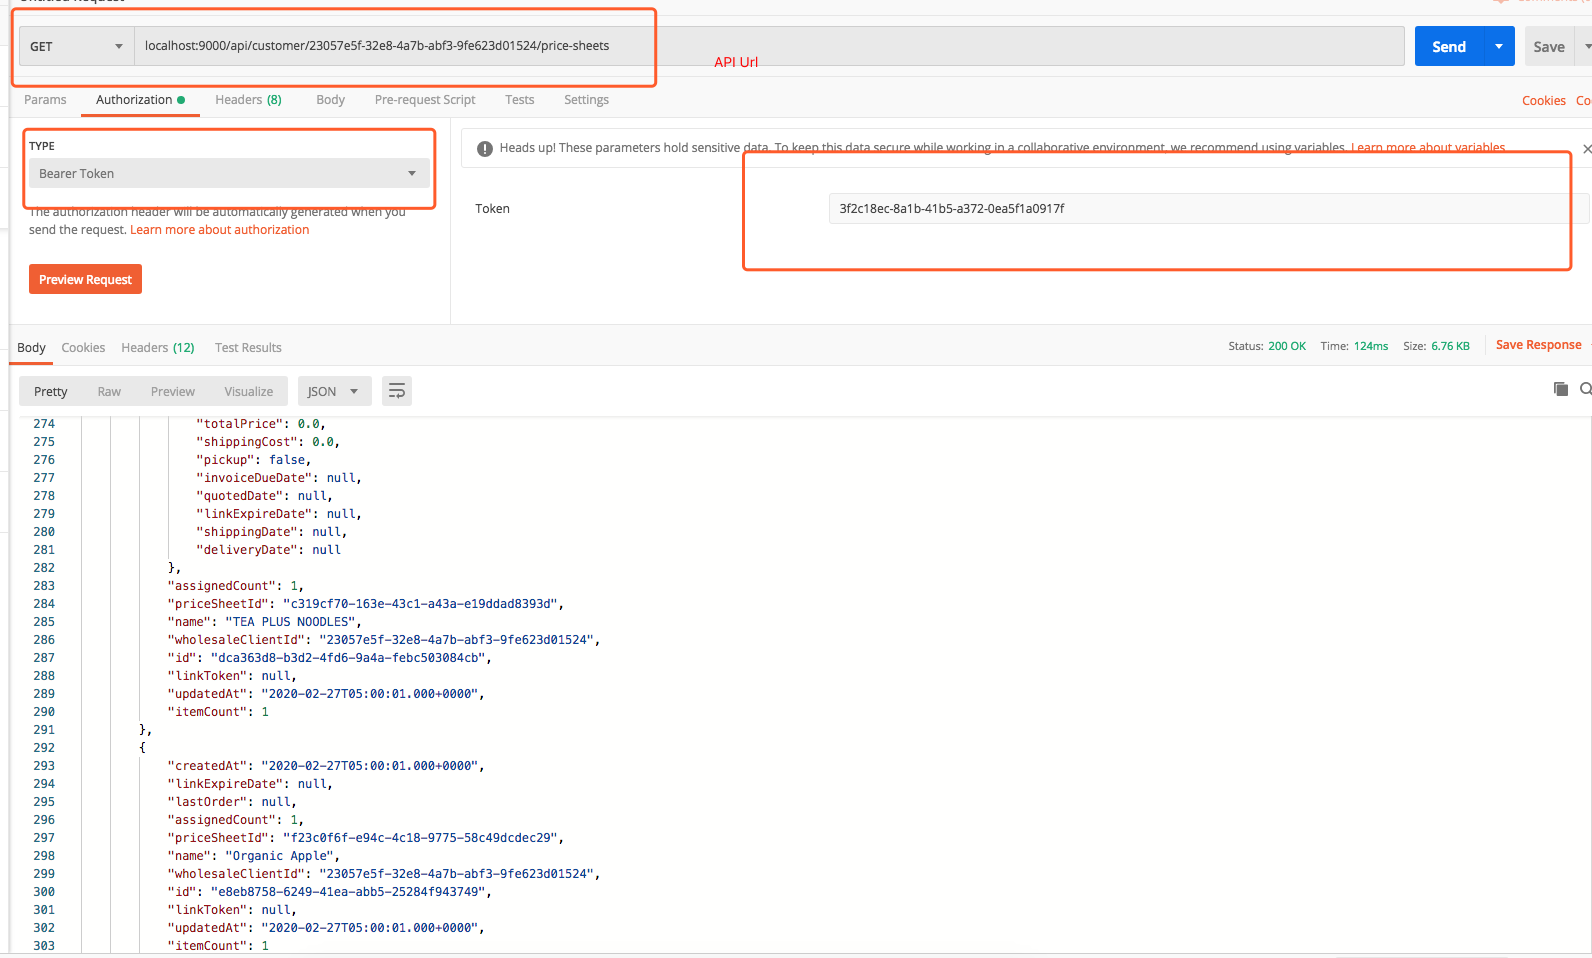 Untitled Request
Comments
GET localhost:9000/api/customer/23057e5f-32e8-4a7b-abf3-9fe623d01524/price-sheets Send Save
API Url
Params Authorization Headers (8) Body Pre-request Script Tests Settings Cookies Co
TYPE
Bearer Token
The authorization header will be automatically generated when you
send the request. Learn more about authorization
Preview Request
Heads up! These parameters hold sensitive data. To keep this data secure while working in a collaborative environment, we recommend using variables. Learn more about variables
Token 3f2c18ec-8a1b-41b5-a372-0ea5f1a0917f
Body Cookies Headers (12) Test Results Status: 200 OK Time: 124ms Size: 6.76 KB Save Response
Pretty Raw Preview Visualize JSON
274 "totalPrice": 0.0,
275 "shippingCost": 0.0,
276 "pickup": false,
277 "invoiceDueDate": null,
278 "quotedDate": null,
279 "linkExpireDate": null,
280 "shippingDate": null,
281 "deliveryDate": null
282 },
283 "assignedCount": 1,
284 "priceSheetId": "c319cf70-163e-43c1-a43a-e19ddad8393d",
285 "name": "TEA PLUS NOODLES",
286 "wholesaleClientId": "23057e5f-32e8-4a7b-abf3-9fe623d01524",
287 "id": "dca363d8-b3d2-4fd6-9a4a-febc503084cb",
288 "linkToken": null,
289 "updatedAt": "2020-02-27T05:00:01.000+0000",
290 "itemCount": 1
291 },
292 {
293 "createdAt": "2020-02-27T05:00:01.000+0000",
294 "linkExpireDate": null,
295 "lastOrder": null,
296 "assignedCount": 1,
297 "priceSheetId": "f23c0f6f-e94c-4c18-9775-58c49dcdec29",
298 "name": "Organic Apple",
299 "wholesaleClientId": "23057e5f-32e8-4a7b-abf3-9fe623d01524",
300 "id": "e8eb8758-6249-41ea-abb5-25284f943749",
301 "linkToken": null,
302 "updatedAt": "2020-02-27T05:00:01.000+0000",
303 "itemCount": 1